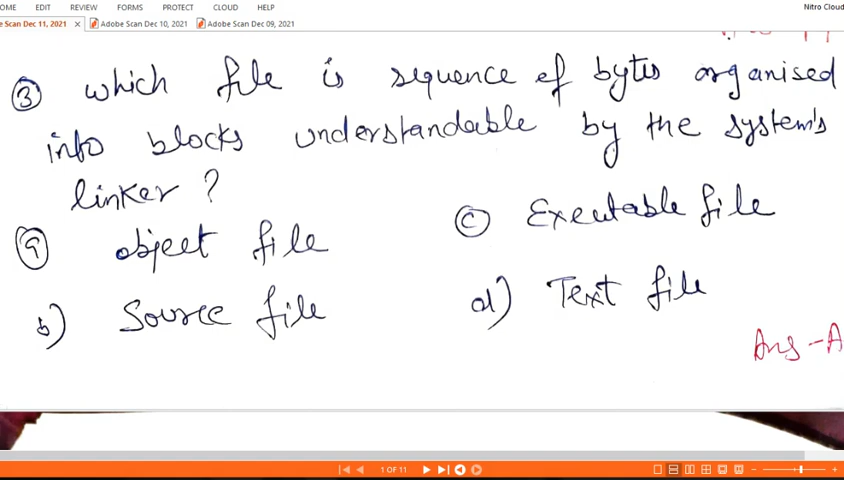 OME EDIT REVIEW FORMS PROTECT CLOUD HELP Nitro Cloud
e Scan Dec 11, 2021 × Adobe Scan Dec 10, 2021 Adobe Scan Dec 09, 2021
③ which file is sequence of bytes organised
into blocks understandable by the system's
linker ?
ⓐ object file
ⓒ Executable file
b) Source file
d) Text file
Ans - A
1 OF 11